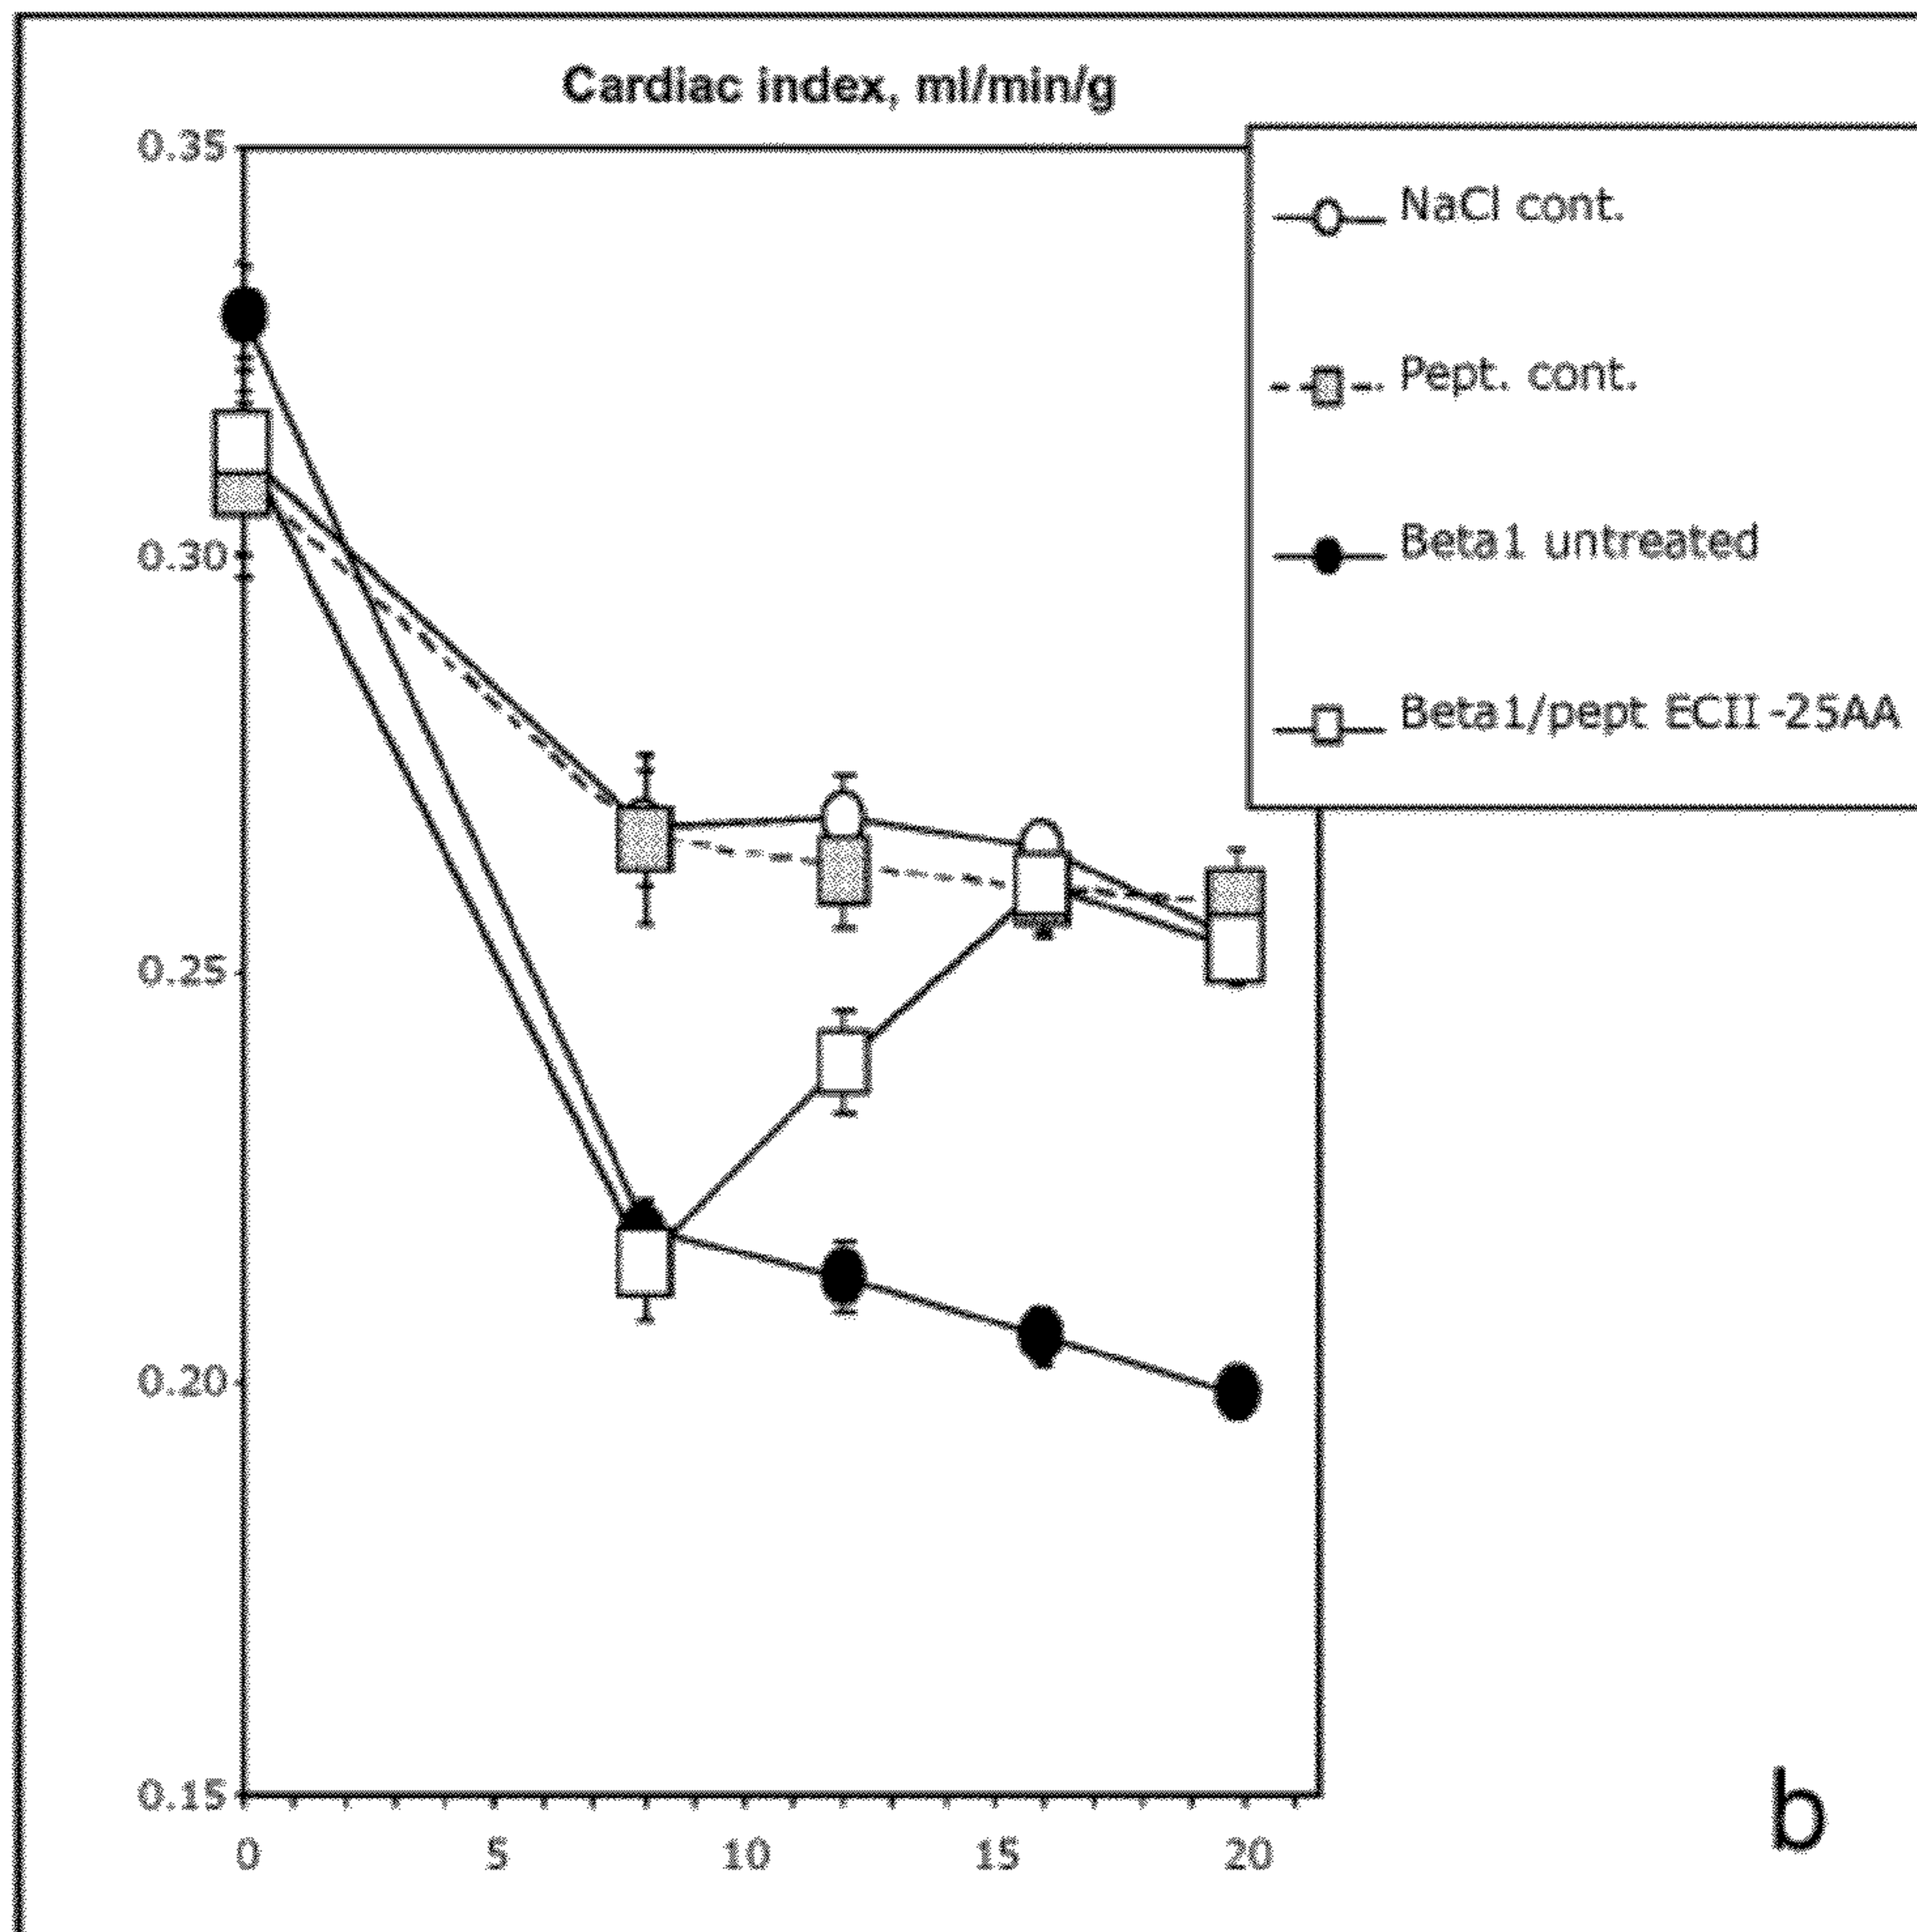 Cardiac index, ml/min/g
0.35
0.30
0.25
0.20
0.15
0 5 10 15 20
NaCl cont.
Pept. cont.
Beta1 untreated
Beta1/pept ECII-25AA
b